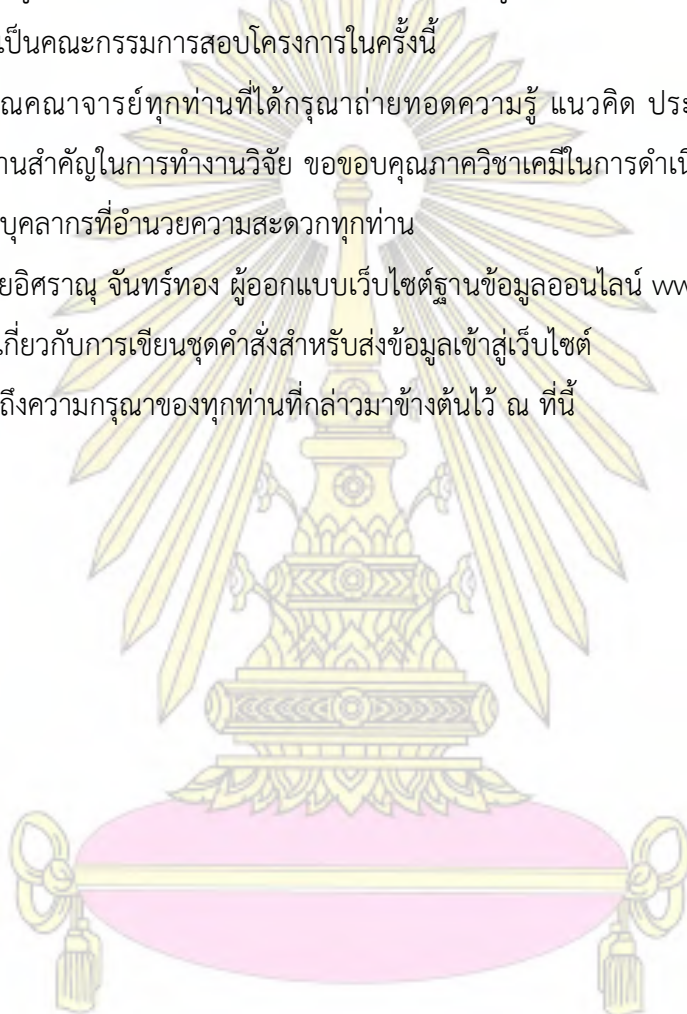 เป็นคณะกรรมการสอบโครงการในครั้งนี้
ณคณาจารย์ทุกท่านที่ได้กรุณาถ่ายทอดความรู้ แนวคิด ประ
านสำคัญในการทำงานวิจัย ขอขอบคุณภาควิชาเคมีในการดำเนิ
บุคลากรที่อำนวยความสะดวกทุกท่าน
ยอิศราณุ จันทร์ทอง ผู้ออกแบบเว็บไซต์ฐานข้อมูลออนไลน์ ww
เกี่ยวกับการเขียนชุดคำสั่งสำหรับส่งข้อมูลเข้าสู่เว็บไซต์
ถึงความกรุณาของทุกท่านที่กล่าวมาข้างต้นไว้ ณ ที่นี้